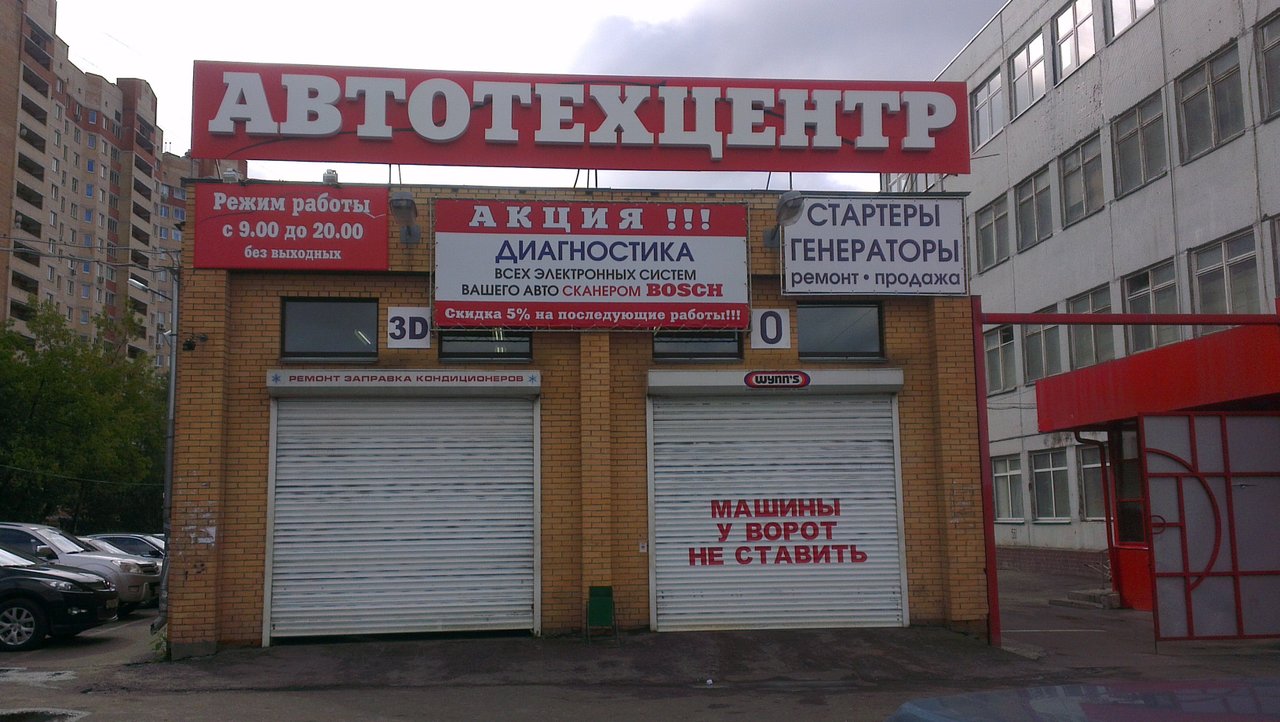 АВТОТЕХЦЕНТР
Режим работы
с 9.00 до 20.00
без выходных
АКЦИЯ !!!
ДИАГНОСТИКА
ВСЕХ ЭЛЕКТРОННЫХ СИСТЕМ
ВАШЕГО АВТО СКАНЕРОМ BOSCH
Скидка 5% на последующие работы!!!
СТАРТЕРЫ
ГЕНЕРАТОРЫ
ремонт • продажа
3D
О
РЕМОНТ ЗАПРАВКА КОНДИЦИОНЕРОВ
WYNN'S
МАШИНЫ
У ВОРОТ
НЕ СТАВИТЬ